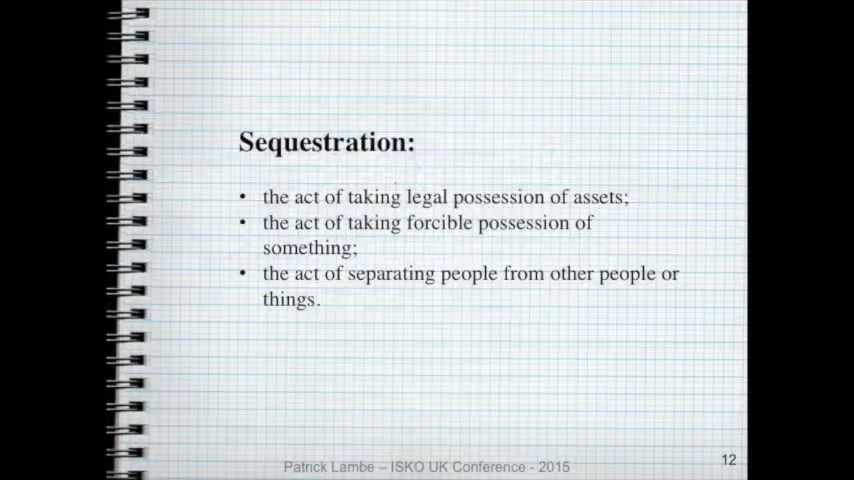 Sequestration:
• the act of taking legal possession of assets;
• the act of taking forcible possession of
something;
• the act of separating people from other people or
things.
12
Patrick Lambe – ISKO UK Conference - 2015